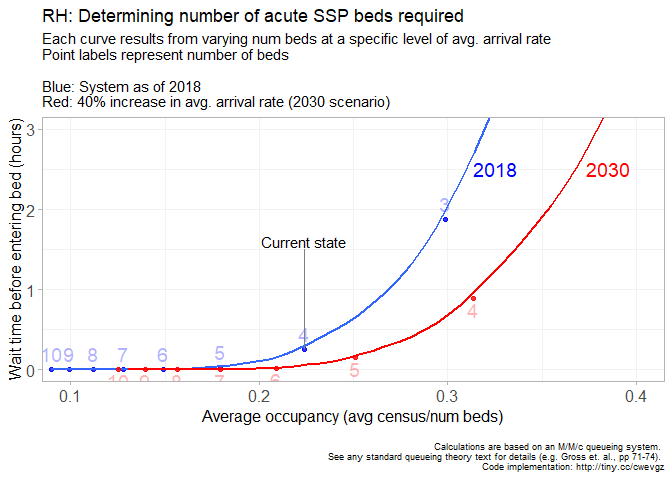 RH: Determining number of acute SSP beds required
Each curve results from varying num beds at a specific level of avg. arrival rate
Point labels represent number of beds
Blue: System as of 2018
Red: 40% increase in avg. arrival rate (2030 scenario)
Wait time before entering bed (hours)
3
2
1
0
2018
2030
3
Current state
4
10 9 8 7 6 5
4
5
10 9 8 7 6
0.1 0.2 0.3 0.4
Average occupancy (avg census/num beds)
Calculations are based on an M/M/c queueing system.
See any standard queueing theory text for details (e.g. Gross et. al., pp 71-74).
Code implementation: http://tiny.cc/cwevgz